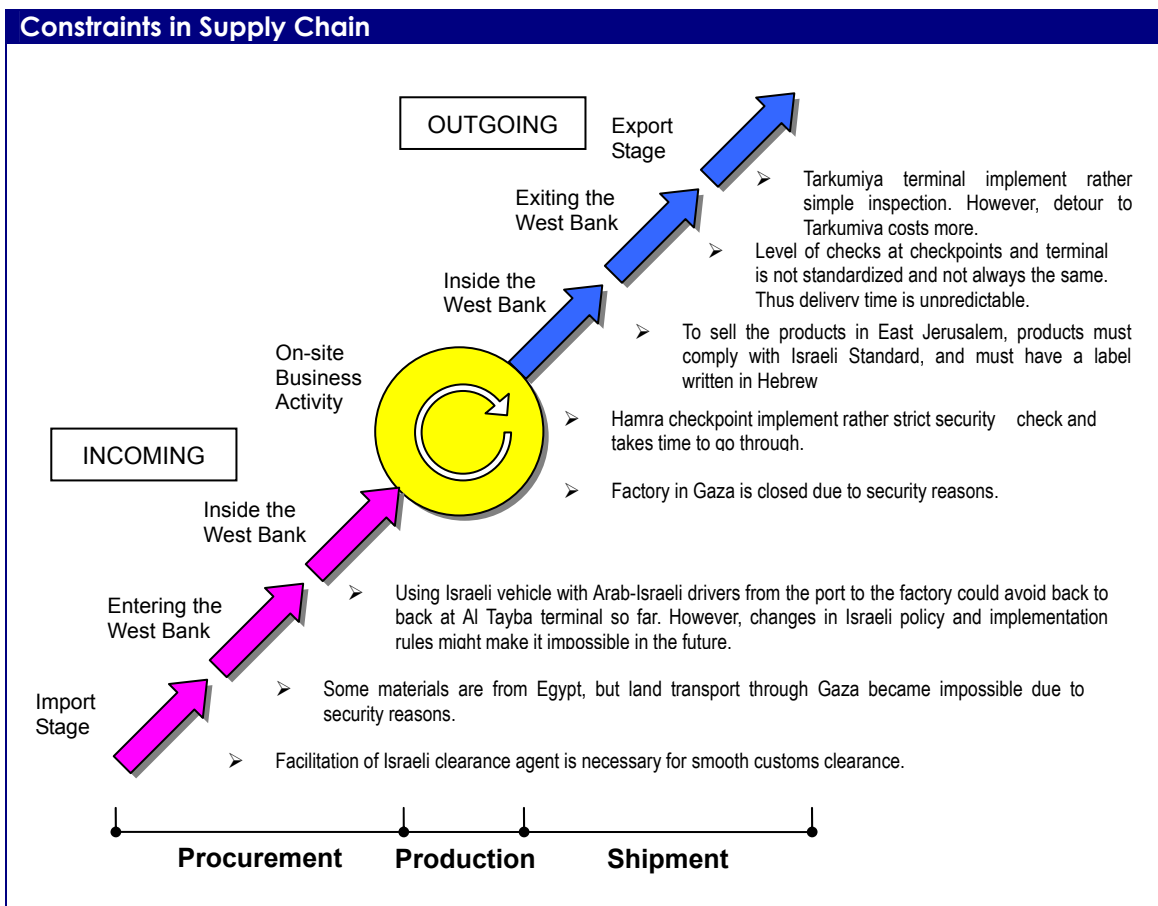 Constraints in Supply Chain
OUTGOING
Export
Stage
Exiting the
West Bank
Inside the
West Bank
On-site
Business
Activity
INCOMING
Inside the
West Bank
Entering the
West Bank
Import
Stage
➢ Tarkumiya terminal implement rather
simple inspection. However, detour to
Tarkumiya costs more.
➢ Level of checks at checkpoints and terminal
is not standardized and not always the same.
Thus delivery time is unpredictable.
➢ To sell the products in East Jerusalem, products must
comply with Israeli Standard, and must have a label
written in Hebrew
➢ Hamra checkpoint implement rather strict security check and
takes time to go through.
➢ Factory in Gaza is closed due to security reasons.
➢ Using Israeli vehicle with Arab-Israeli drivers from the port to the factory could avoid back to
back at Al Tayba terminal so far. However, changes in Israeli policy and implementation
rules might make it impossible in the future.
➢ Some materials are from Egypt, but land transport through Gaza became impossible due to
security reasons.
➢ Facilitation of Israeli clearance agent is necessary for smooth customs clearance.
Procurement
Production
Shipment